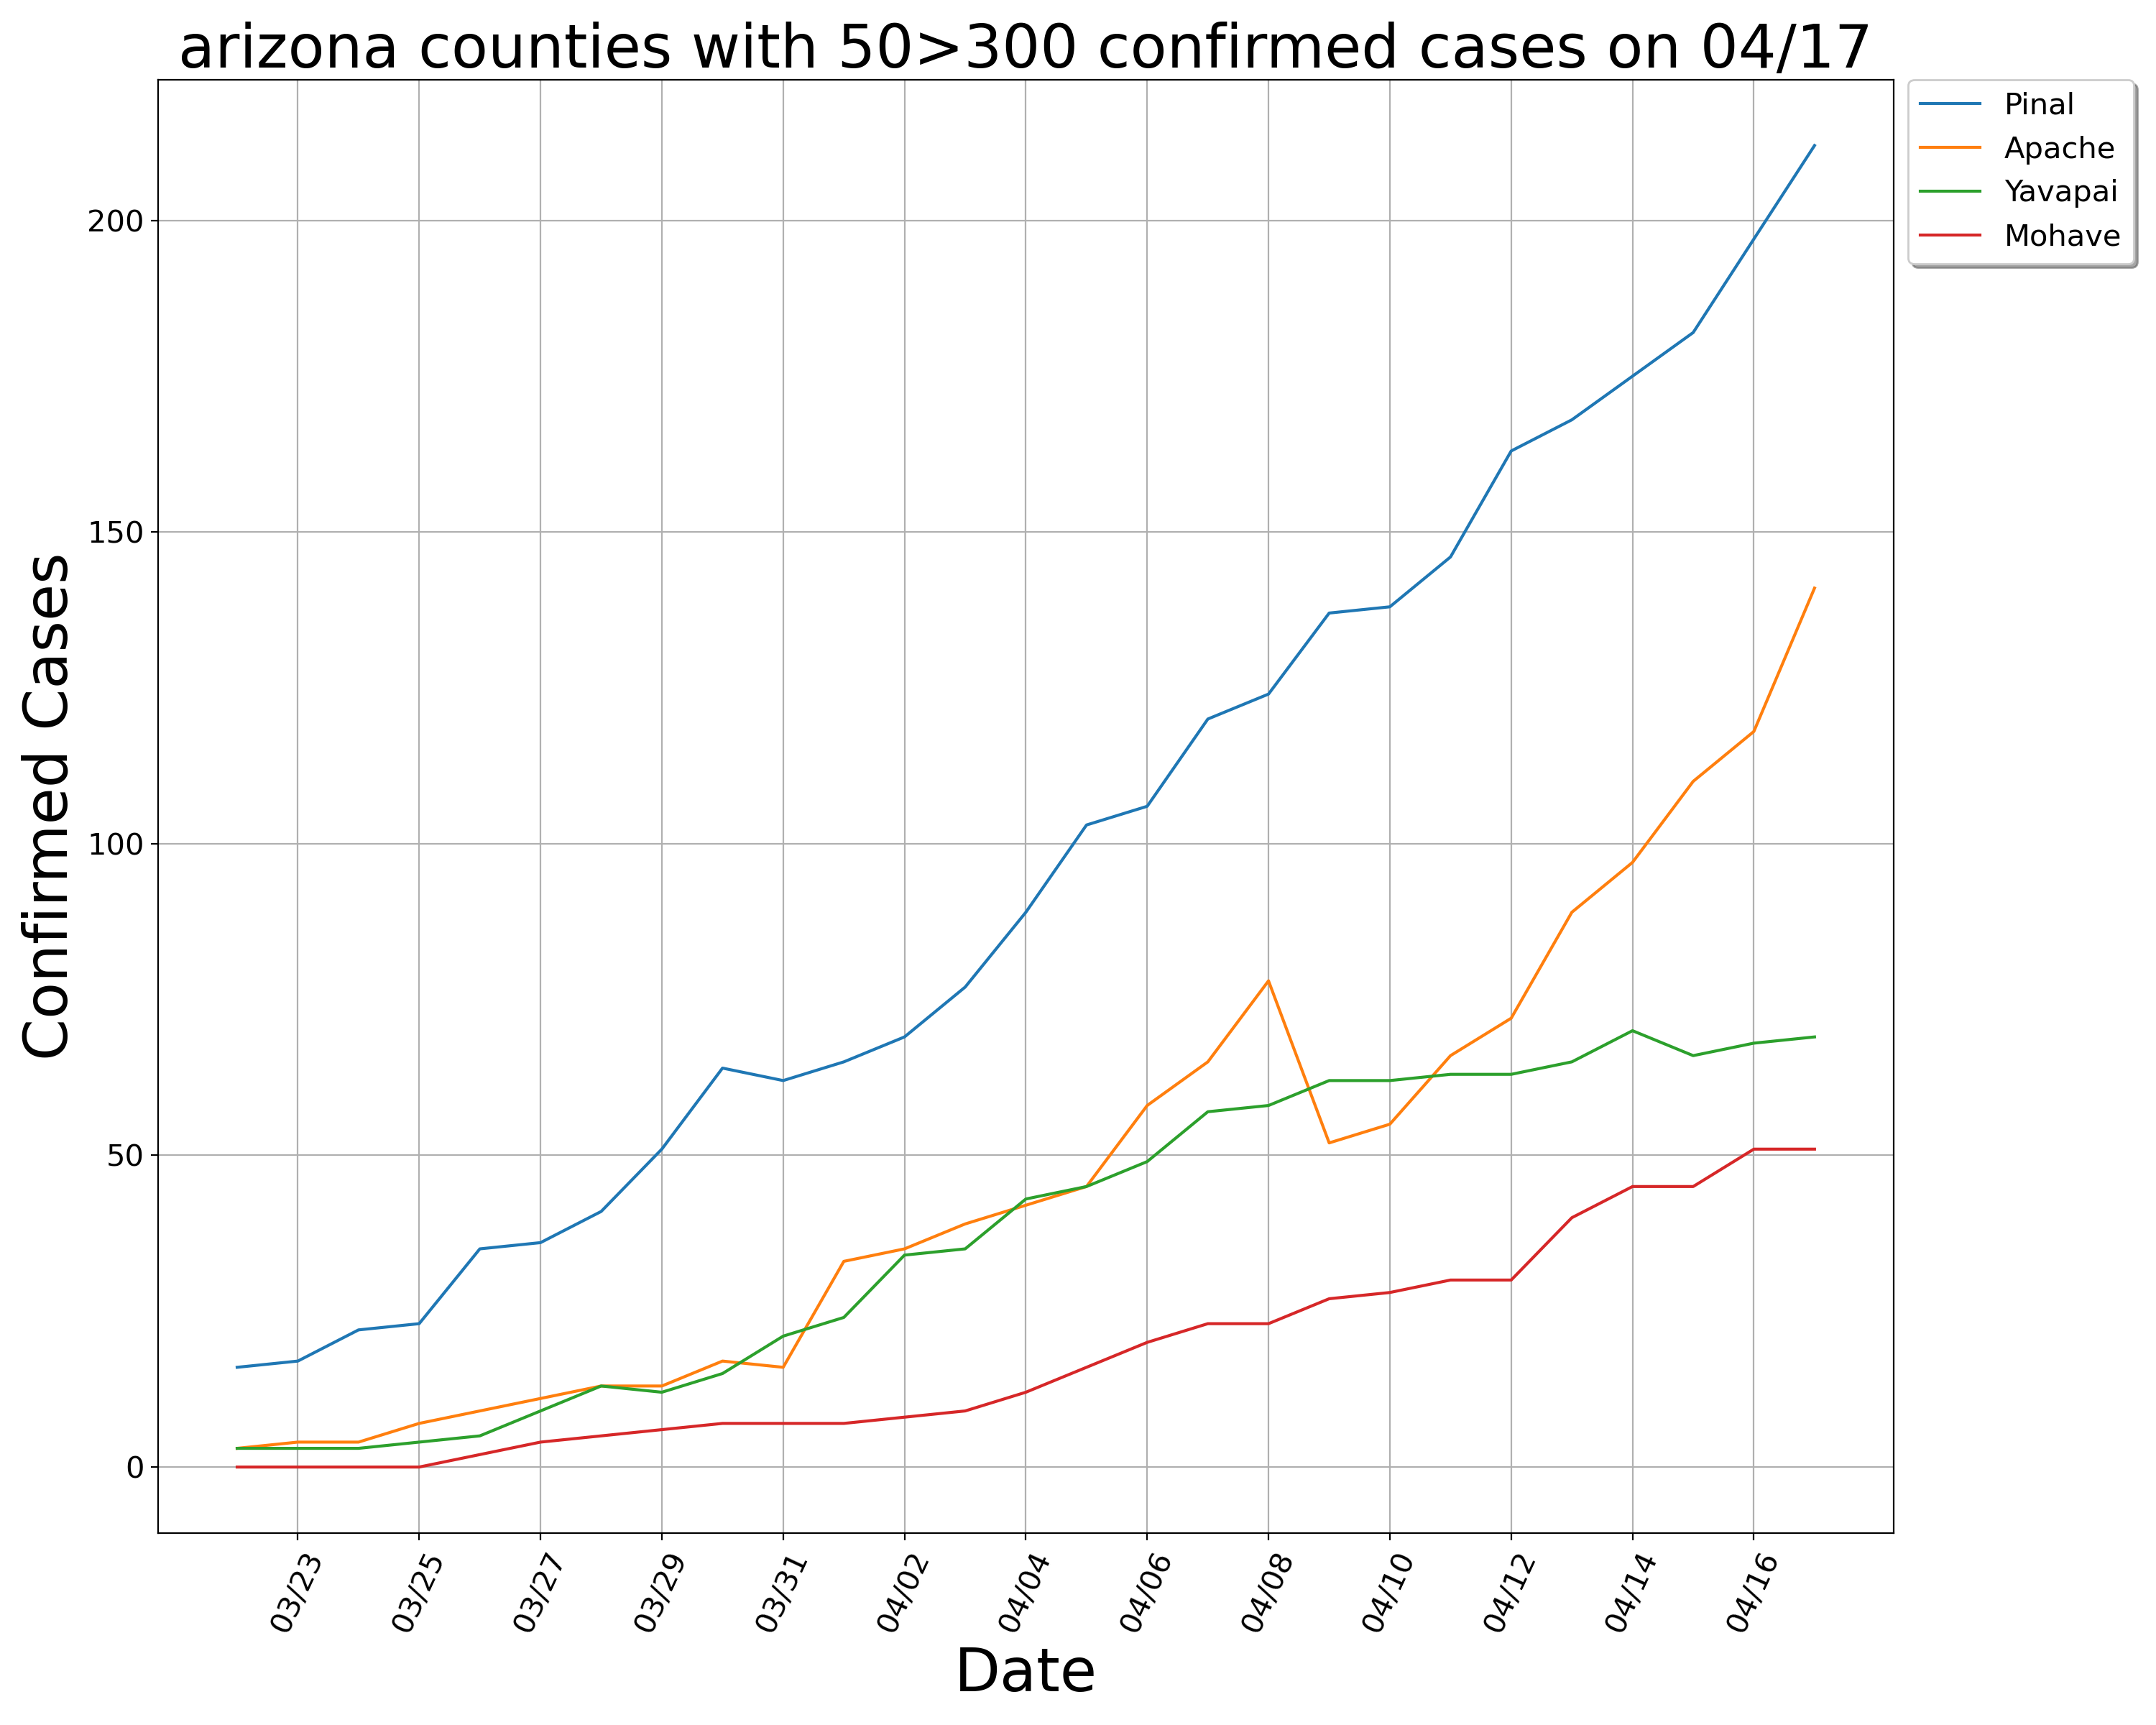 arizona counties with 50>300 confirmed cases on 04/17
Pinal
Apache
Yavapai
Mohave
Confirmed Cases
200
150
100
50
0
03/23
03/25
03/27
03/29
03/31
04/02
04/04
04/06
04/08
04/10
04/12
04/14
04/16
Date